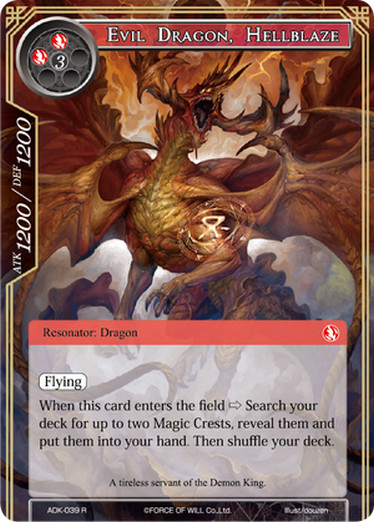 Evil Dragon, Hellblaze
3
ATK 1200 / DEF 1200
Resonator: Dragon
Flying
When this card enters the field ⇨ Search your
deck for up to two Magic Crests, reveal them and
put them into your hand. Then shuffle your deck.
A tireless servant of the Demon King.
ADK-039 R ©FORCE OF WILL Co.,Ltd. Illust/douzen